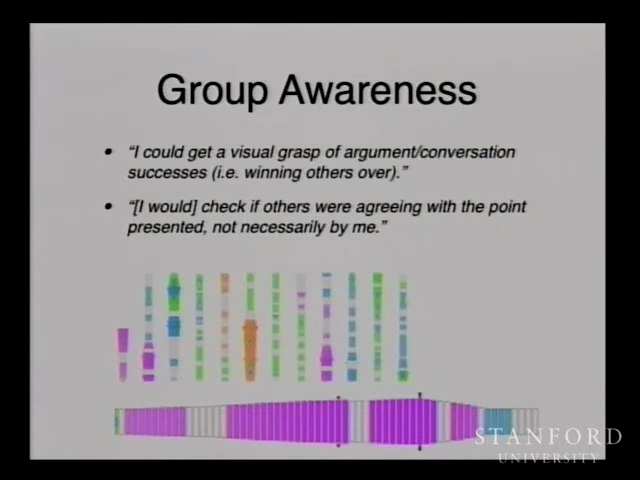 Group Awareness
• “I could get a visual grasp of argument/conversation
successes (i.e. winning others over).”
• “[I would] check if others were agreeing with the point
presented, not necessarily by me.”
STANFORD
UNIVERSITY